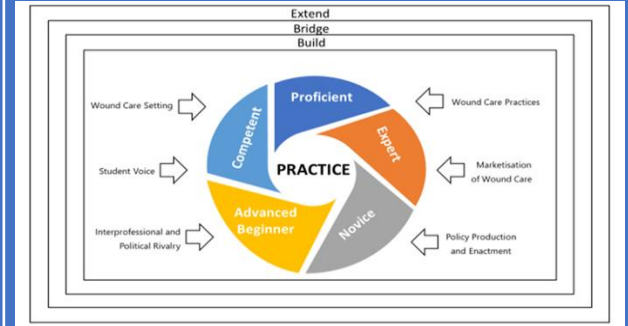 Extend
Bridge
Build
Proficient
Wound Care Setting
Wound Care Practices
Competent
Expert
PRACTICE
Student Voice
Marketisation
of Wound Care
Advanced
Beginner
Novice
Interprofessional and
Political Rivalry
Policy Production
and Enactment